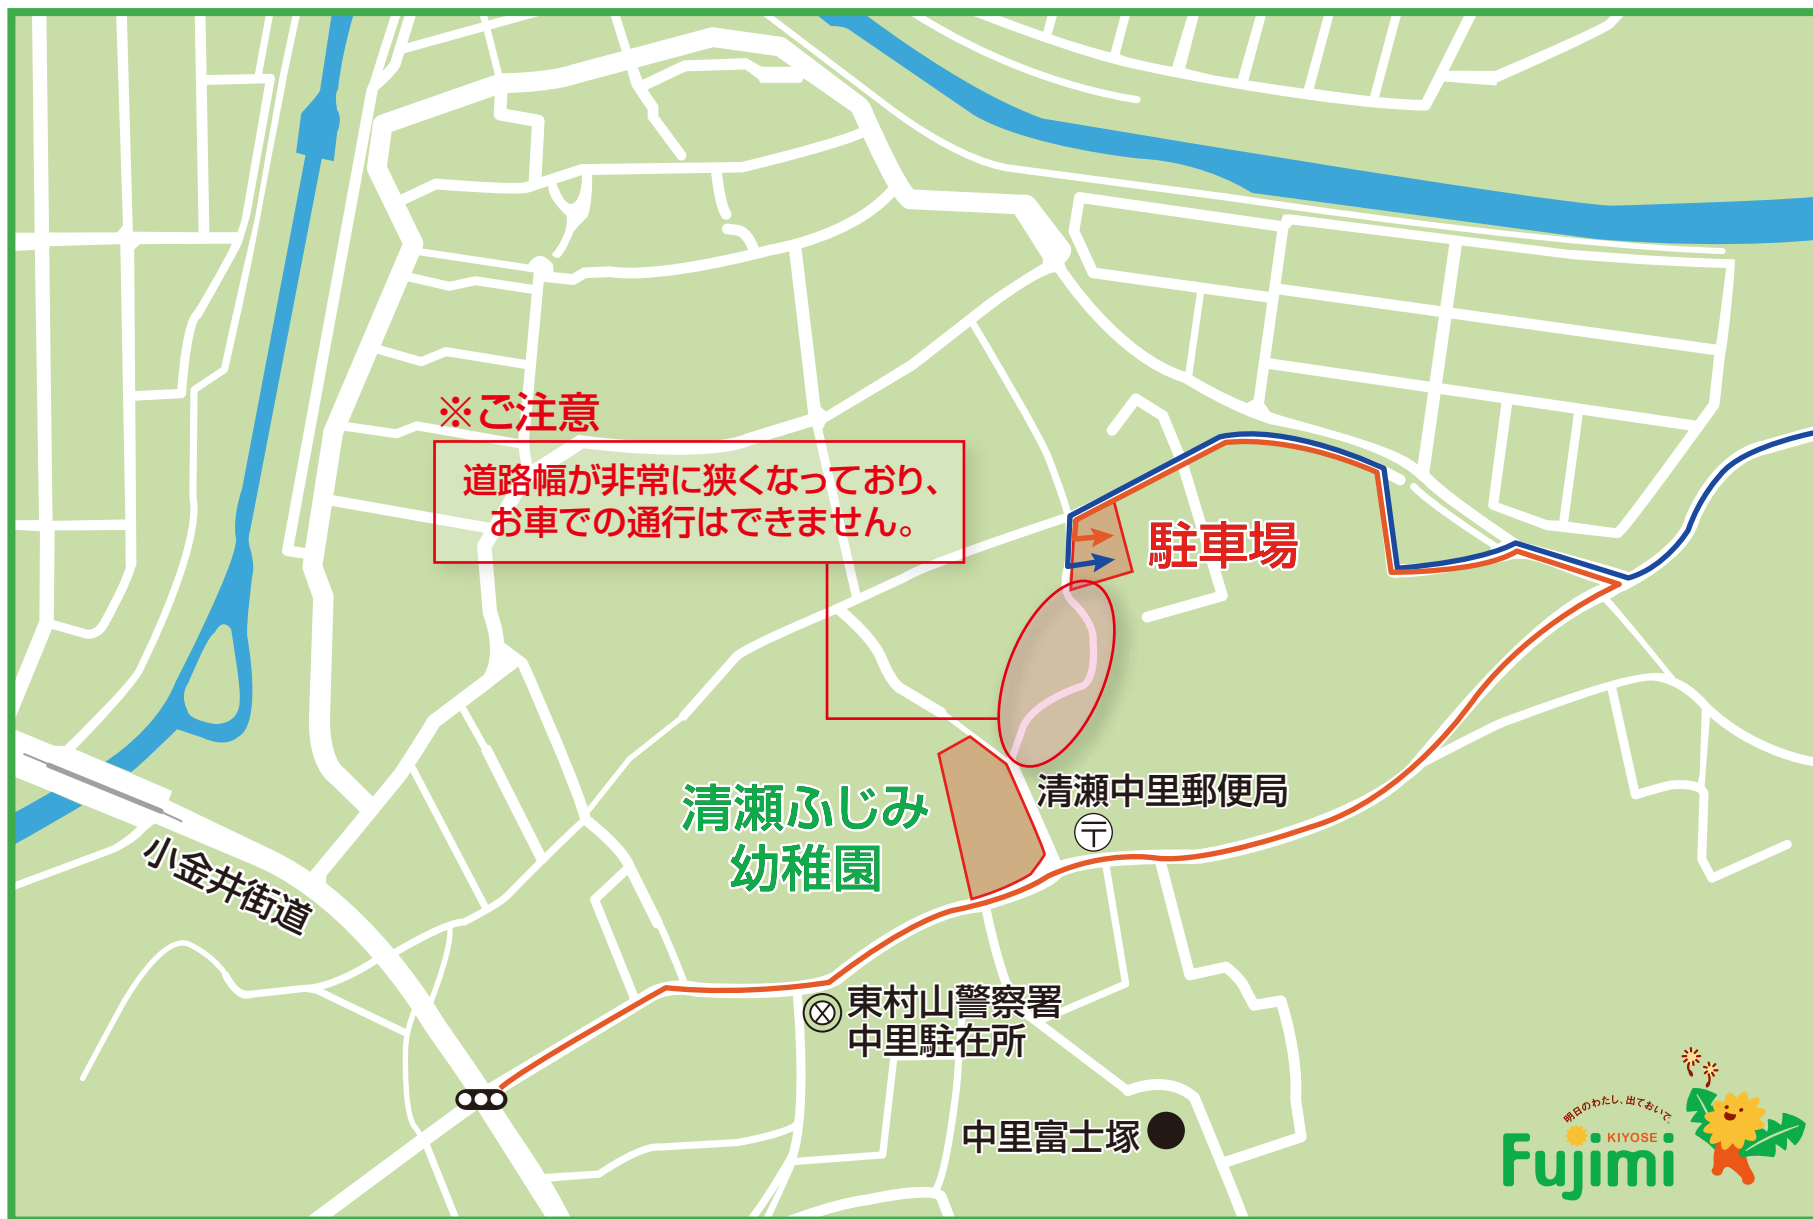 ※ご注意
道路幅が非常に狭くなっており、
お車での通行はできません。
駐車場
清瀬中里郵便局
清瀬ふじみ
幼稚園
小金井街道
東村山警察署
中里駐在所
中里富士塚
明日のわたし、出ておいで。
KIYOSE
Fujimi